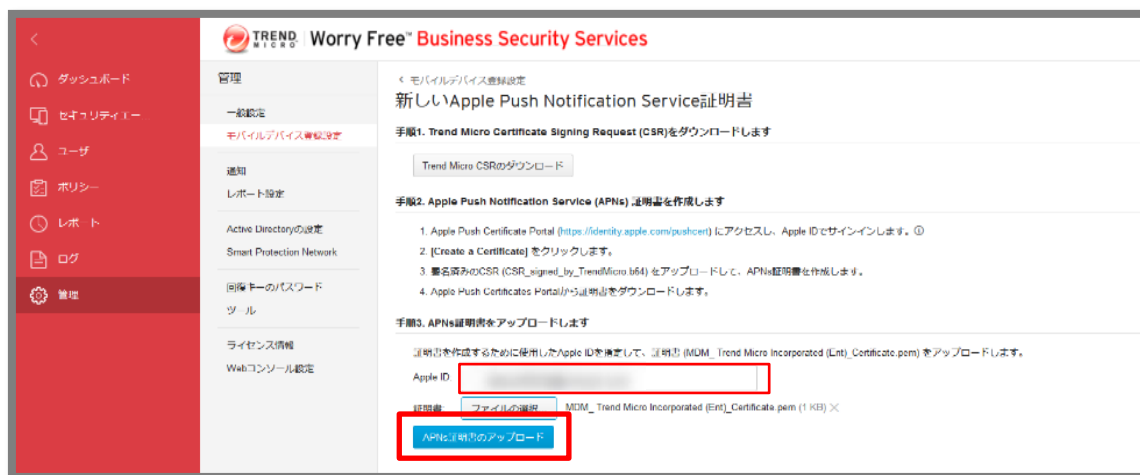 TREND MICRO Worry Free™ Business Security Services
ダッシュボード
セキュリティエー
ユーザ
ポリシー
レポート
ログ
管理
管理
一般設定
モバイルデバイス登録設定
通知
レポート設定
Active Directoryの設定
Smart Protection Network
回復キーのパスワード
ツール
ライセンス情報
Webコンソール設定
< モバイルデバイス登録設定
新しいApple Push Notification Service証明書
手順1. Trend Micro Certificate Signing Request (CSR)をダウンロードします
Trend Micro CSRのダウンロード
手順2. Apple Push Notification Service (APNs) 証明書を作成します
1. Apple Push Certificate Portal (https://identity.apple.com/pushcert) にアクセスし、Apple IDでサインインします。
2. [Create a Certificate] をクリックします。
3. 署名済みのCSR (CSR_signed_by_TrendMicro.b64) をアップロードして、APNs証明書を作成します。
4. Apple Push Certificates Portalから証明書をダウンロードします。
手順3. APNs証明書をアップロードします
証明書を作成するために使用したApple IDを指定して、証明書 (MDM_ Trend Micro Incorporated (Ent)_Certificate.pem) をアップロードします。
Apple ID:
証明書: ファイルの選択... MDM_ Trend Micro Incorporated (Ent)_Certificate.pem (1 KB) ×
APNs証明書のアップロード